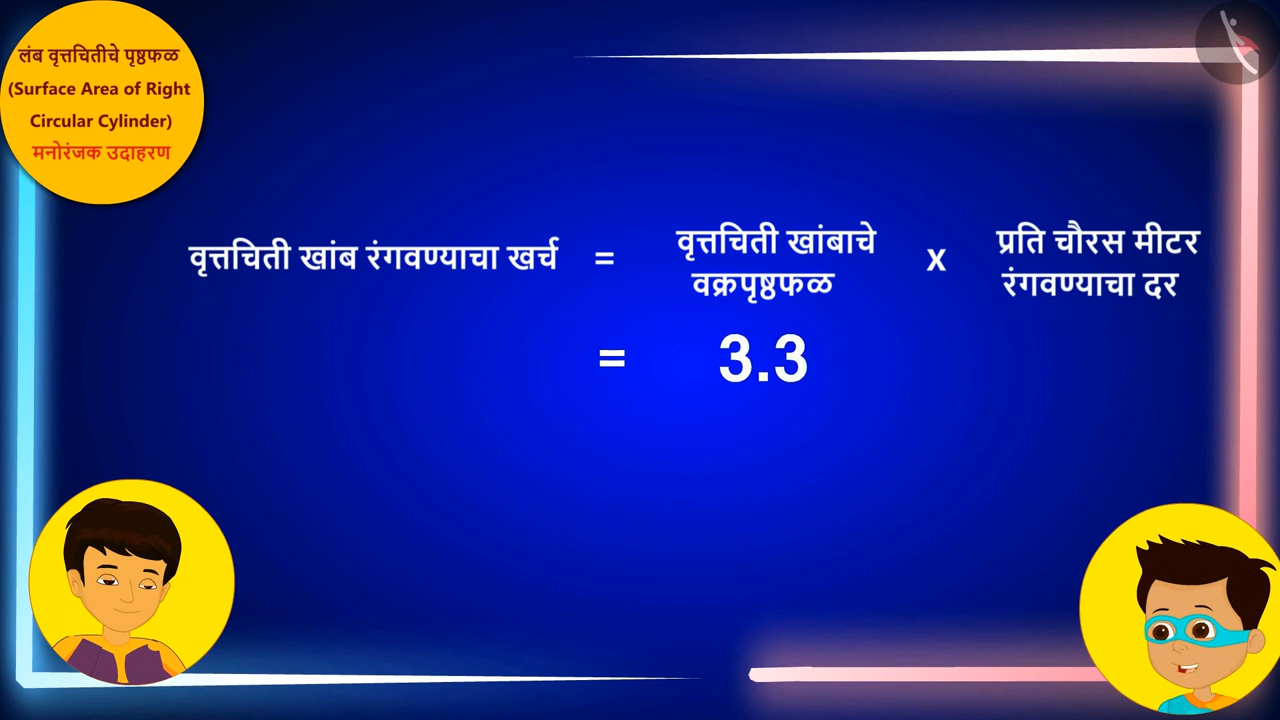 लंब वृत्तचितीचे पृष्ठफळ
(Surface Area of Right
Circular Cylinder)
मनोरंजक उदाहरण
वृत्तचिती खांब रंगवण्याचा खर्च = वृत्तचिती खांबाचे x प्रति चौरस मीटर
वक्रपृष्ठफळ रंगवण्याचा दर
= 3.3